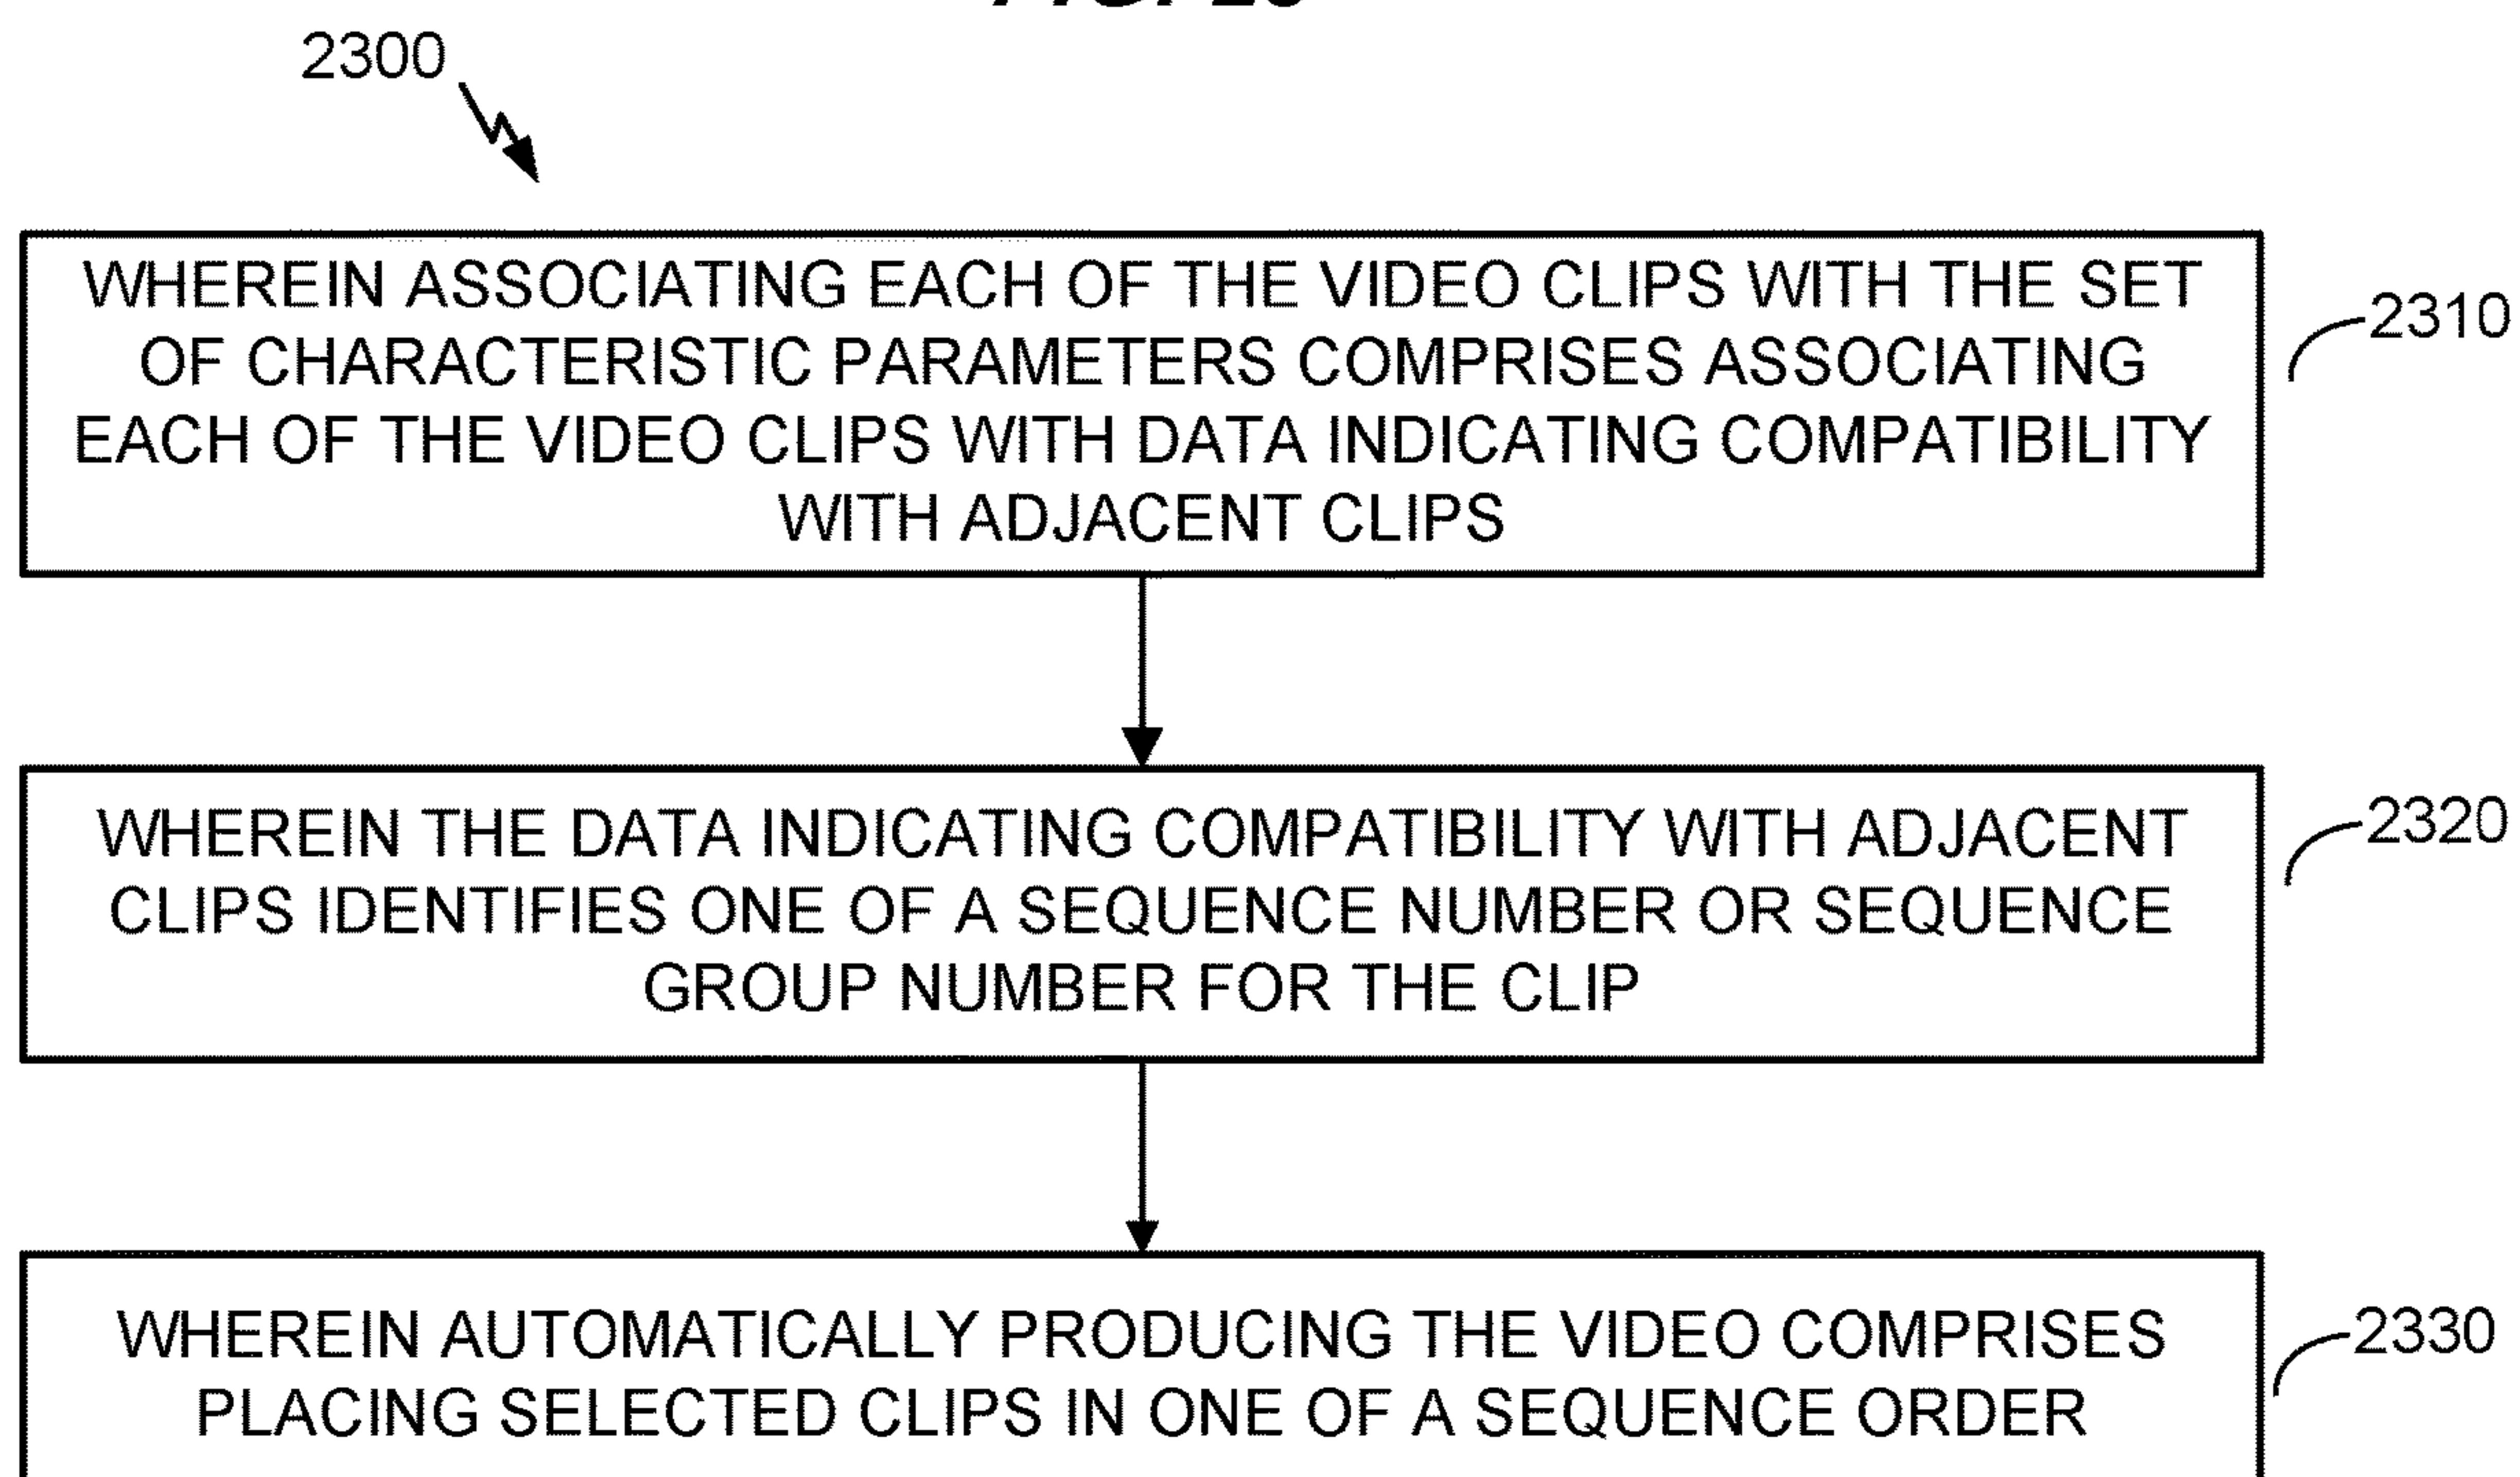 2300
WHEREIN ASSOCIATING EACH OF THE VIDEO CLIPS WITH THE SET
OF CHARACTERISTIC PARAMETERS COMPRISES ASSOCIATING
EACH OF THE VIDEO CLIPS WITH DATA INDICATING COMPATIBILITY
WITH ADJACENT CLIPS
2310
WHEREIN THE DATA INDICATING COMPATIBILITY WITH ADJACENT
CLIPS IDENTIFIES ONE OF A SEQUENCE NUMBER OR SEQUENCE
GROUP NUMBER FOR THE CLIP
2320
WHEREIN AUTOMATICALLY PRODUCING THE VIDEO COMPRISES
PLACING SELECTED CLIPS IN ONE OF A SEQUENCE ORDER
2330